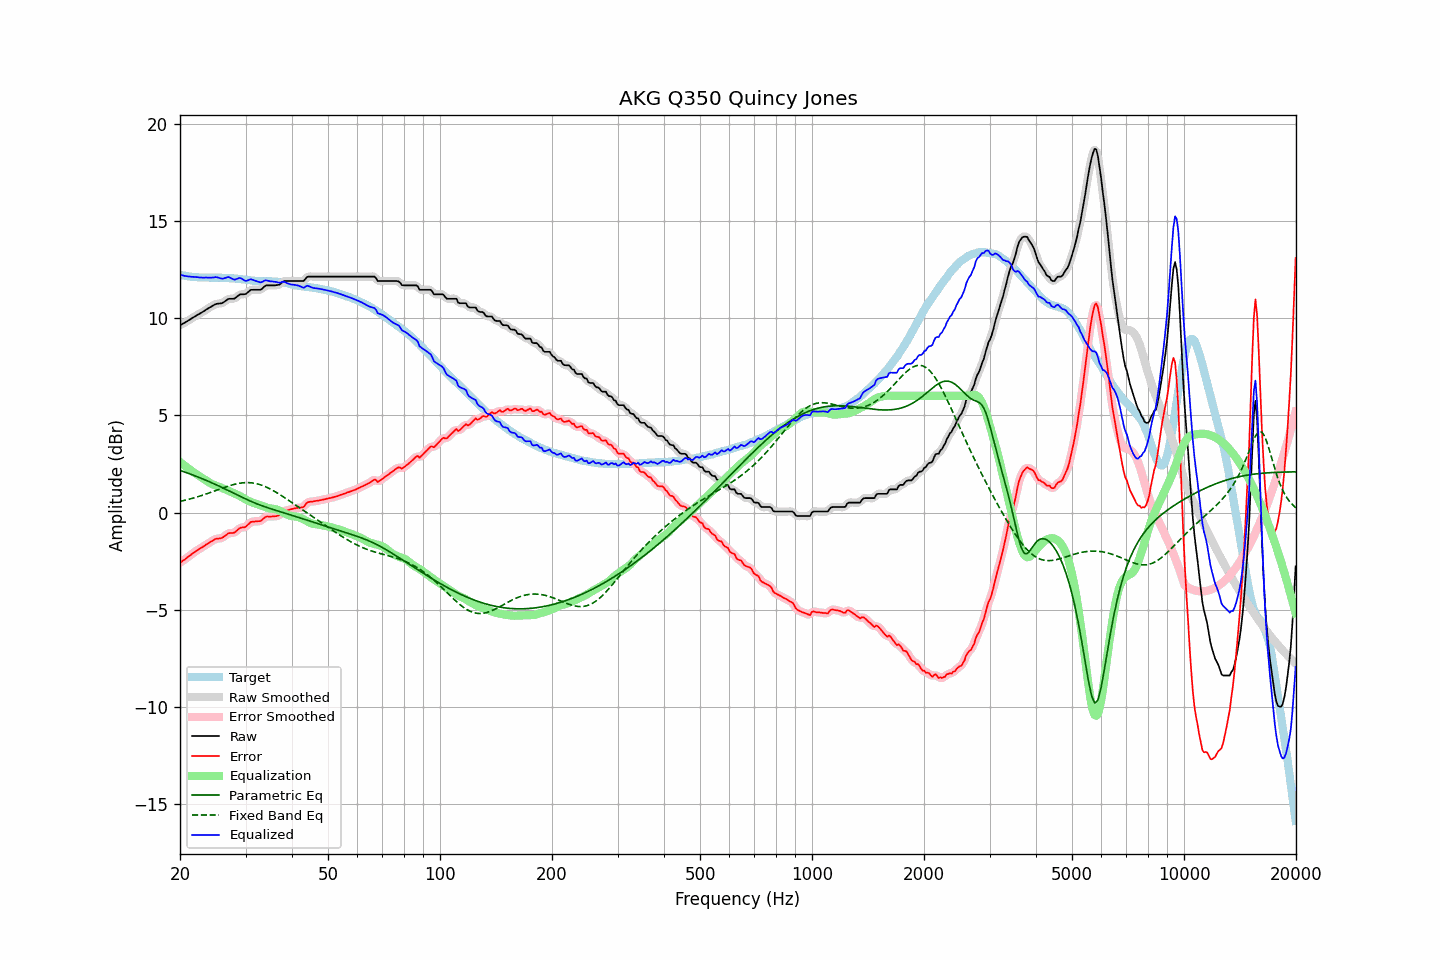 AKG Q350 Quincy Jones
Amplitude (dBr)
20
15
10
5
0
−5
−10
−15
Target
Raw Smoothed
Error Smoothed
Raw
Error
Equalization
Parametric Eq
Fixed Band Eq
Equalized
20 50 100 200 500 1000 2000 5000 10000 20000
Frequency (Hz)